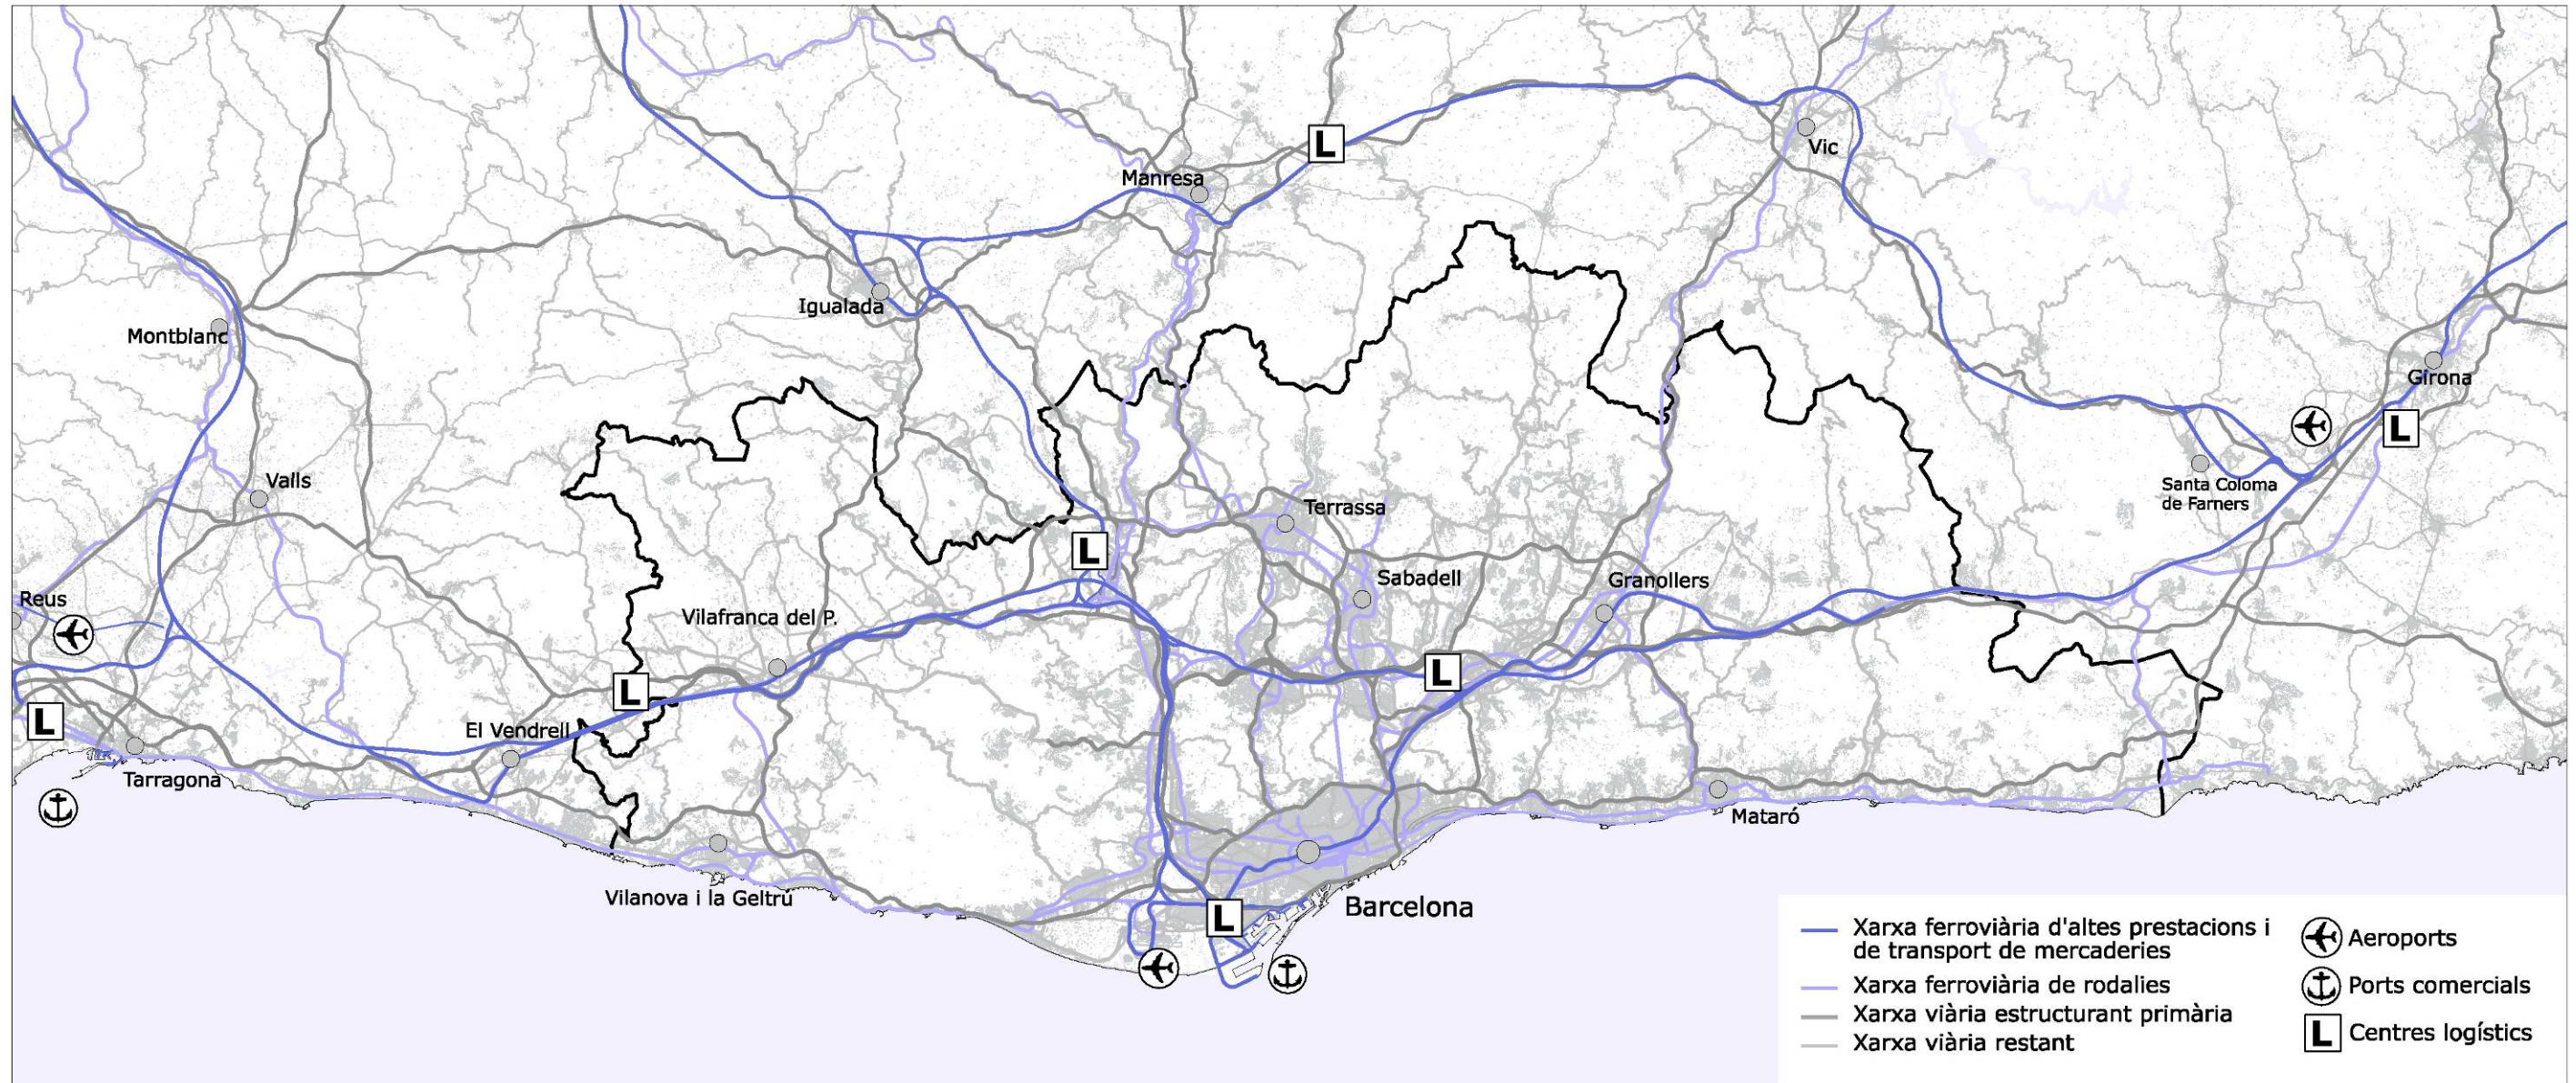 L
Vic
Manresa
Igualada
Montblanc
Girona
L
Valls
Santa Coloma
de Farners
Terrassa
L
Sabadell
Granollers
Reus
Vilafranca del P.
L
L
L
El Vendrell
Tarragona
Mataró
Vilanova i la Geltrú
L
Barcelona
Xarxa ferroviària d'altes prestacions i
de transport de mercaderies
Xarxa ferroviària de rodalies
Xarxa viària estructurant primària
Xarxa viària restant
Aeroports
Ports comercials
L Centres logístics